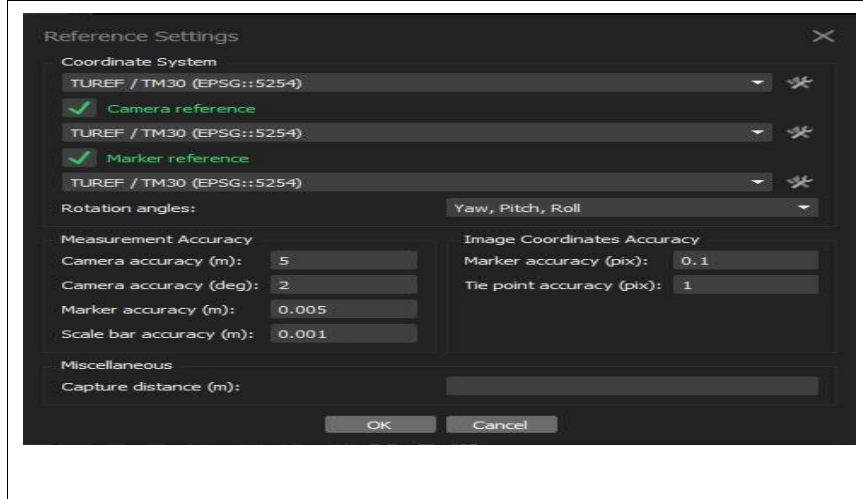 Reference Settings
Coordinate System
TUREF / TM30 (EPSG::5254)
Camera reference
TUREF / TM30 (EPSG::5254)
Marker reference
TUREF / TM30 (EPSG::5254)
Rotation angles: Yaw, Pitch, Roll
Measurement Accuracy
Camera accuracy (m): 5
Camera accuracy (deg): 2
Marker accuracy (m): 0.005
Scale bar accuracy (m): 0.001
Image Coordinates Accuracy
Marker accuracy (pix): 0.1
Tie point accuracy (pix): 1
Miscellaneous
Capture distance (m):
OK Cancel